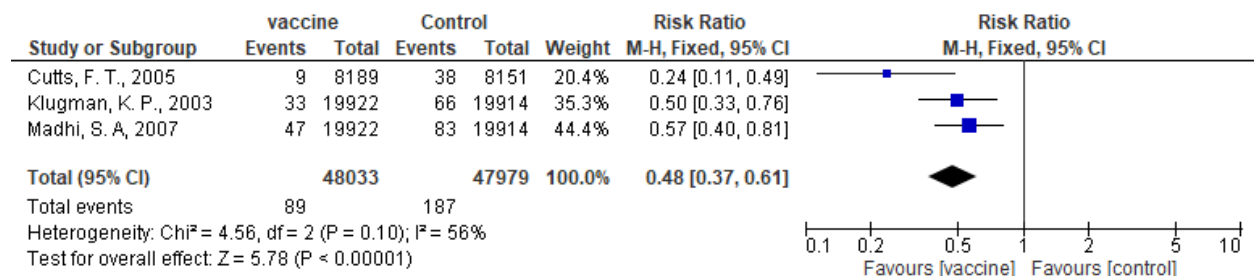 vaccine Control Risk Ratio Risk Ratio
Study or Subgroup Events Total Events Total Weight M-H, Fixed, 95% CI M-H, Fixed, 95% CI
Cutts, F. T., 2005 9 8189 38 8151 20.4% 0.24 [0.11, 0.49]
Klugman, K. P., 2003 33 19922 66 19914 35.3% 0.50 [0.33, 0.76]
Madhi, S. A, 2007 47 19922 83 19914 44.4% 0.57 [0.40, 0.81]
Total (95% CI) 48033 47979 100.0% 0.48 [0.37, 0.61]
Total events 89 187
Heterogeneity: Chi² = 4.56, df = 2 (P = 0.10); I² = 56%
Test for overall effect: Z = 5.78 (P < 0.00001)
0.1 0.2 0.5 1 2 5 10
Favours [vaccine] Favours [control]